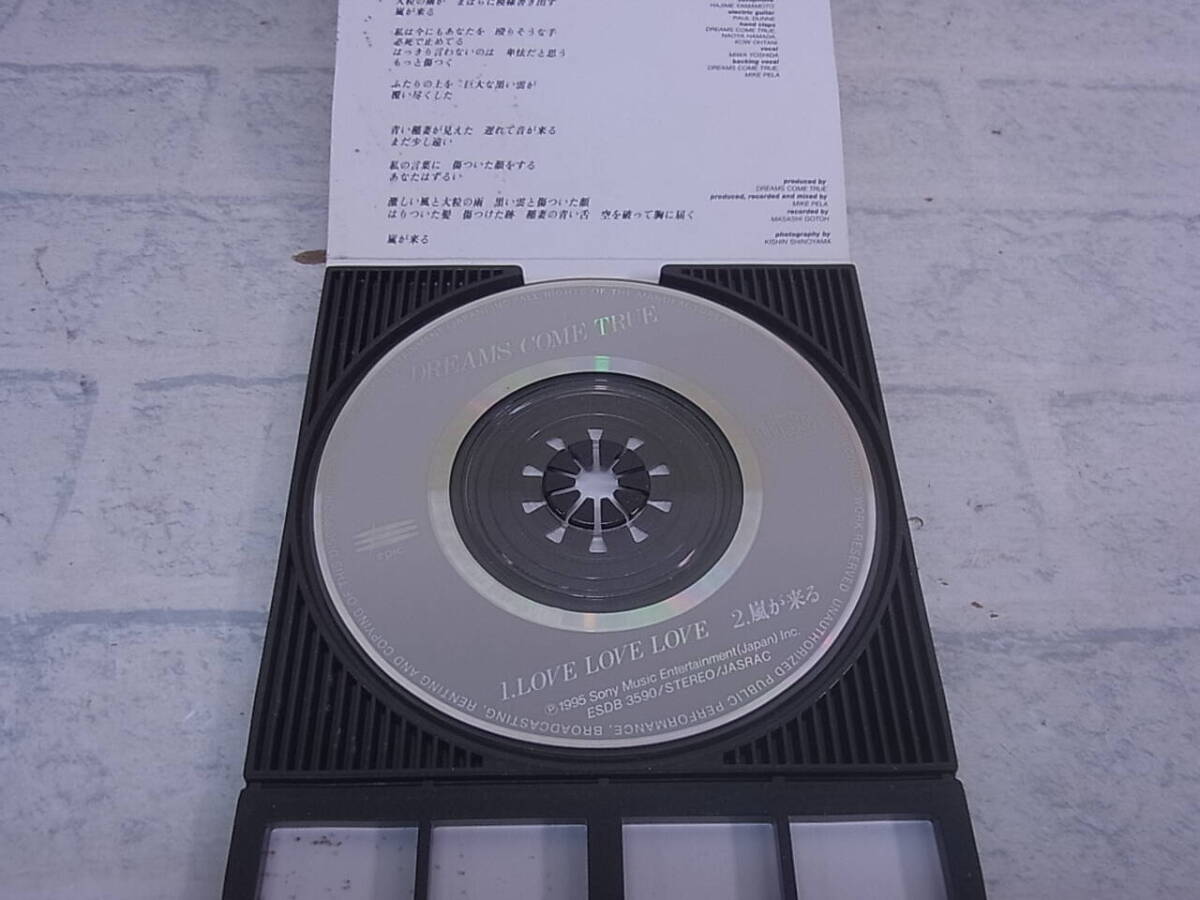 大粒の雨が まばらに模様書き出す
嵐が来る
私は今にもあなたを 殴りそうな手
必死で止めてる
はっきり言わないのは 卑怯だと思う
もっと傷つく
ふたりの上を 巨大な黒い雲が
覆い尽くした
青い稲妻が見えた 遅れて音が来る
まだ少し遠い
私の言葉に 傷ついた顔をする
あなたはずるい
激しい風と大粒の雨 黒い雲と傷ついた顔
はりついた髪 傷つけた跡 稲妻の青い舌 空を破って胸に届く
嵐が来る
HAJIME YAMAMOTO
electric guitar
PAUL DUNNE
hand claps
DREAMS COME TRUE,
NAOYA HAMADA,
KOW OHTANI
vocal
MIWA YOSHIDA
backing vocal
DREAMS COME TRUE,
MIKE PELA
produced by
DREAMS COME TRUE
produced, recorded and mixed by
MIKE PELA
recorded by
MASASHI GOTOH
photography by
KISHIN SHINOYAMA
DREAMS COME TRUE
epic
1.LOVE LOVE LOVE 2.嵐が来る
Ⓟ1995 Sony Music Entertainment(Japan) Inc.
ESDB 3590/STEREO/JASRAC
ALL RIGHTS OF THE
WORK RESERVED. UNAUTHORIZED PUBLIC PERFORMANCE, BROADCASTING, RENTING AND COPYING OF THIS